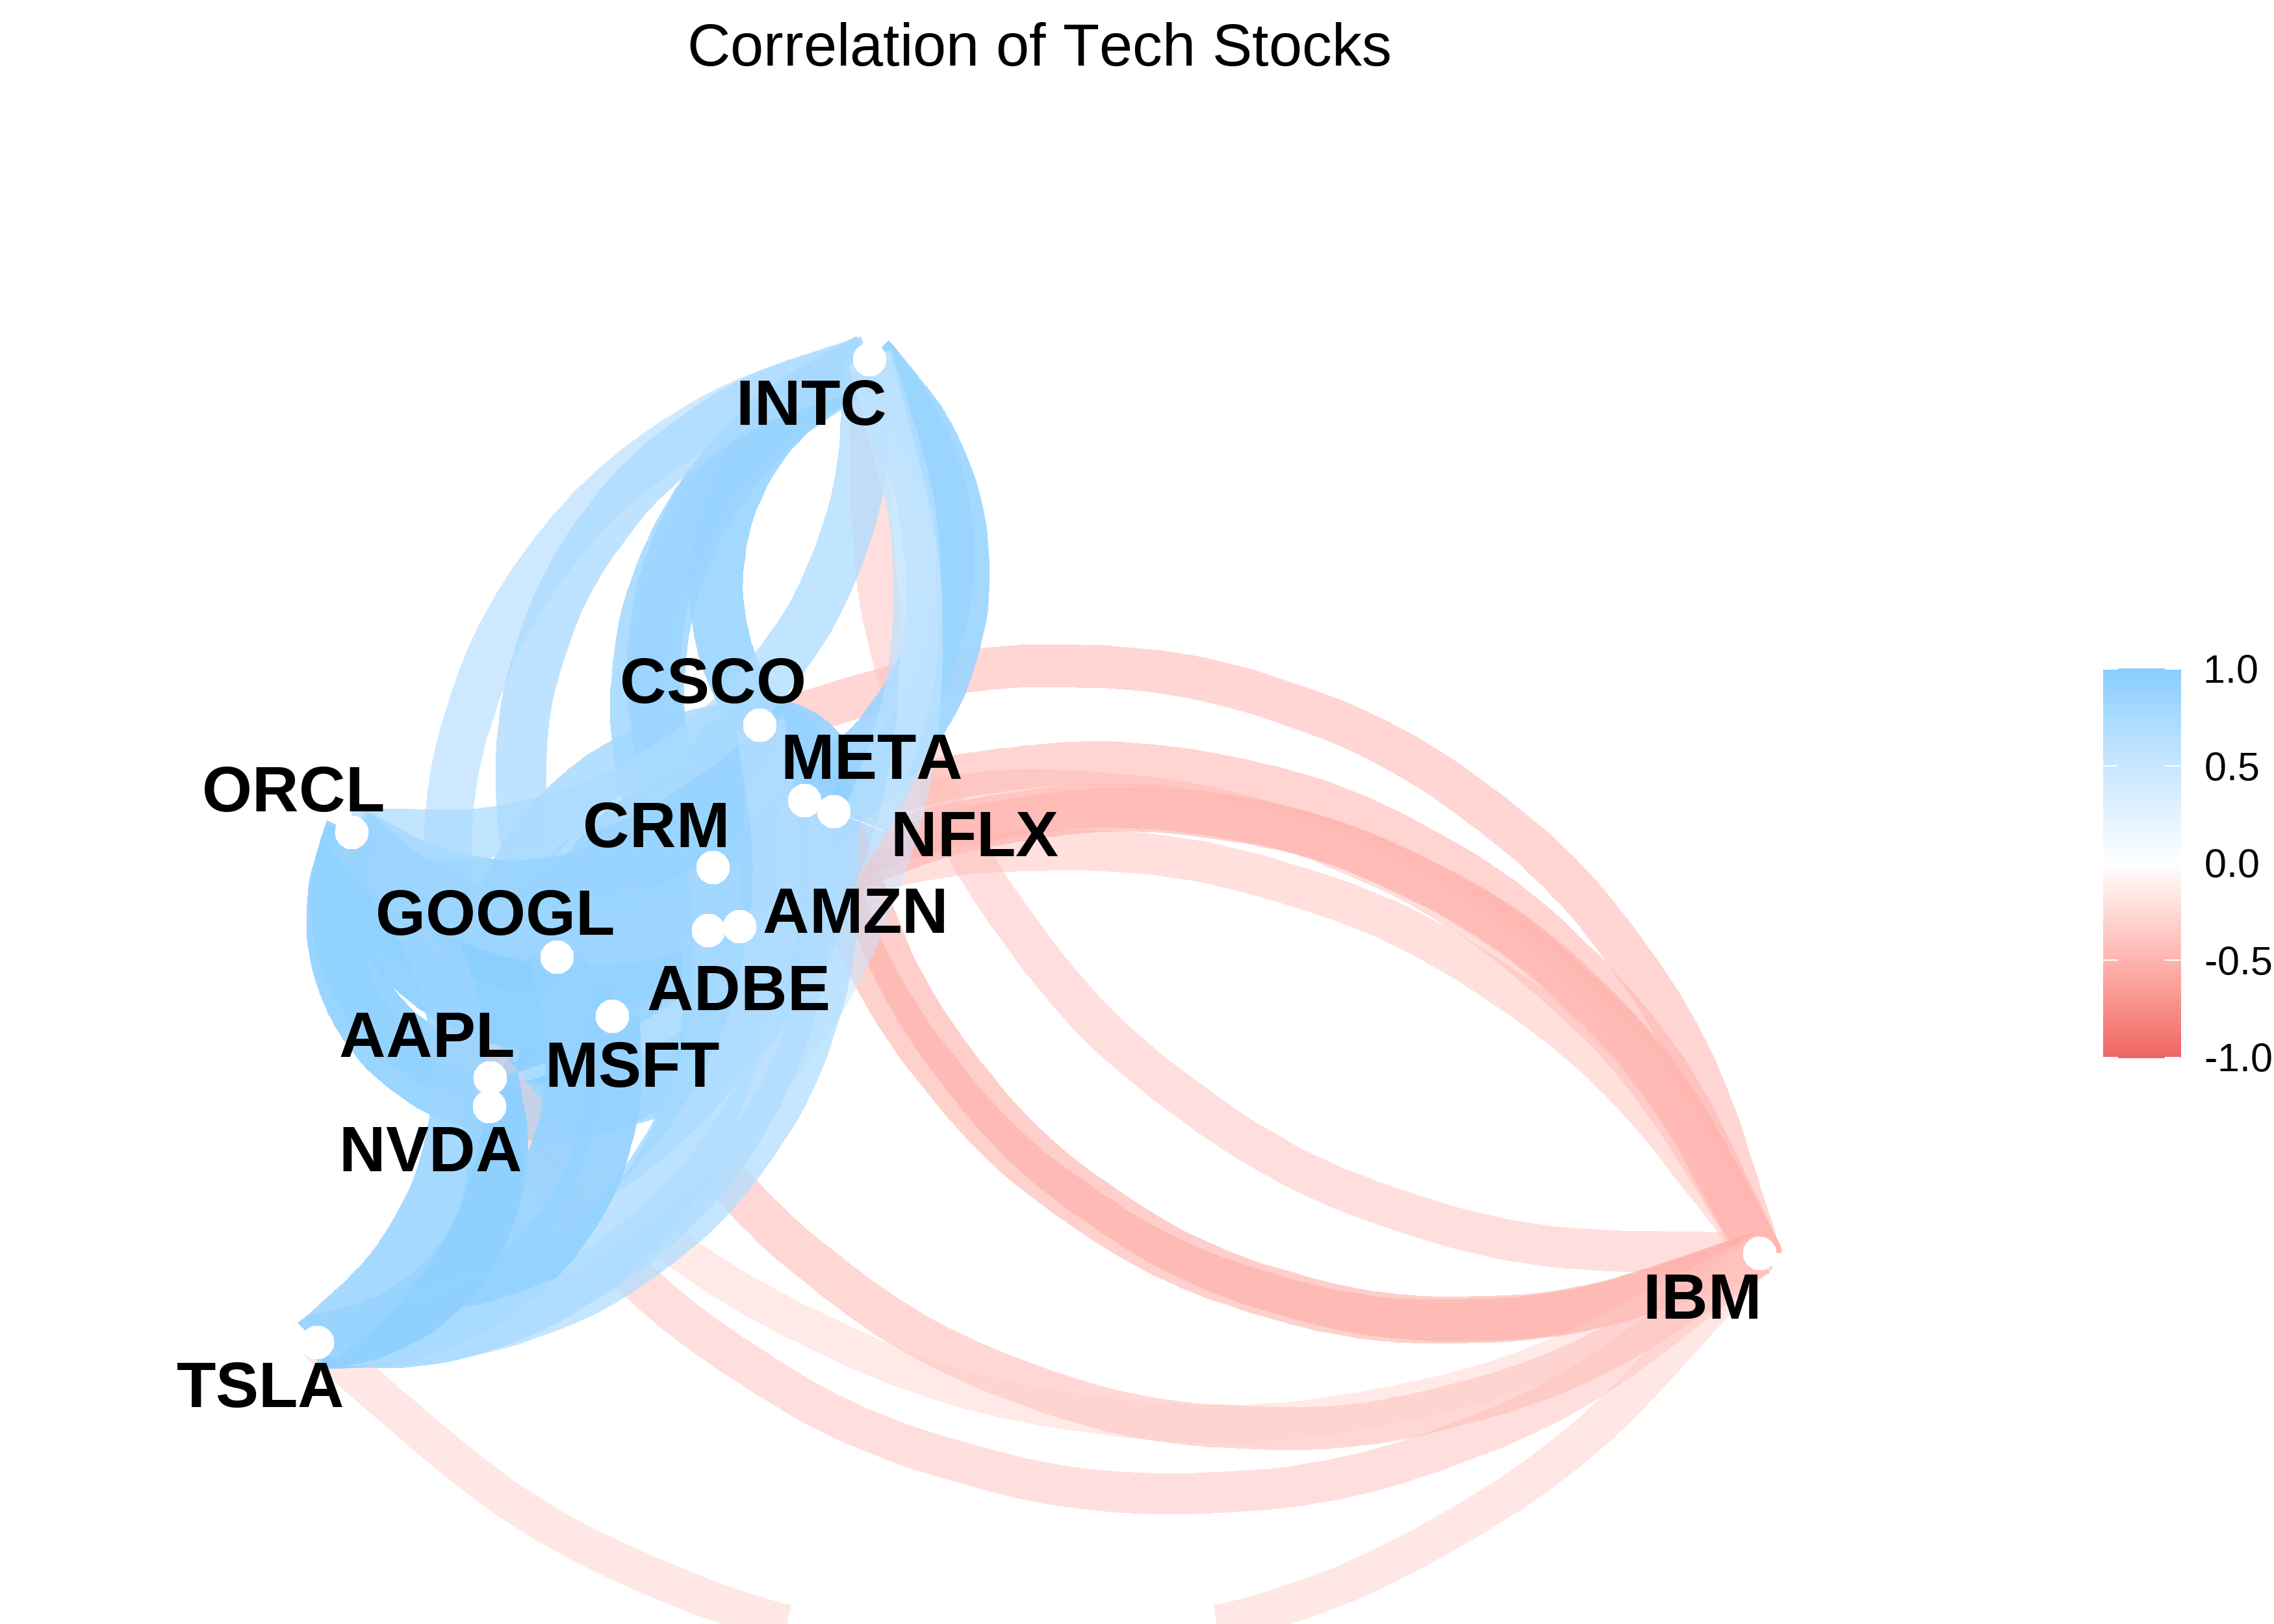 Correlation of Tech Stocks
INTC
CSCO
META
ORCL
CRM
NFLX
GOOGL
AMZN
ADBE
AAPL
MSFT
NVDA
IBM
TSLA
1.0
0.5
0.0
-0.5
-1.0